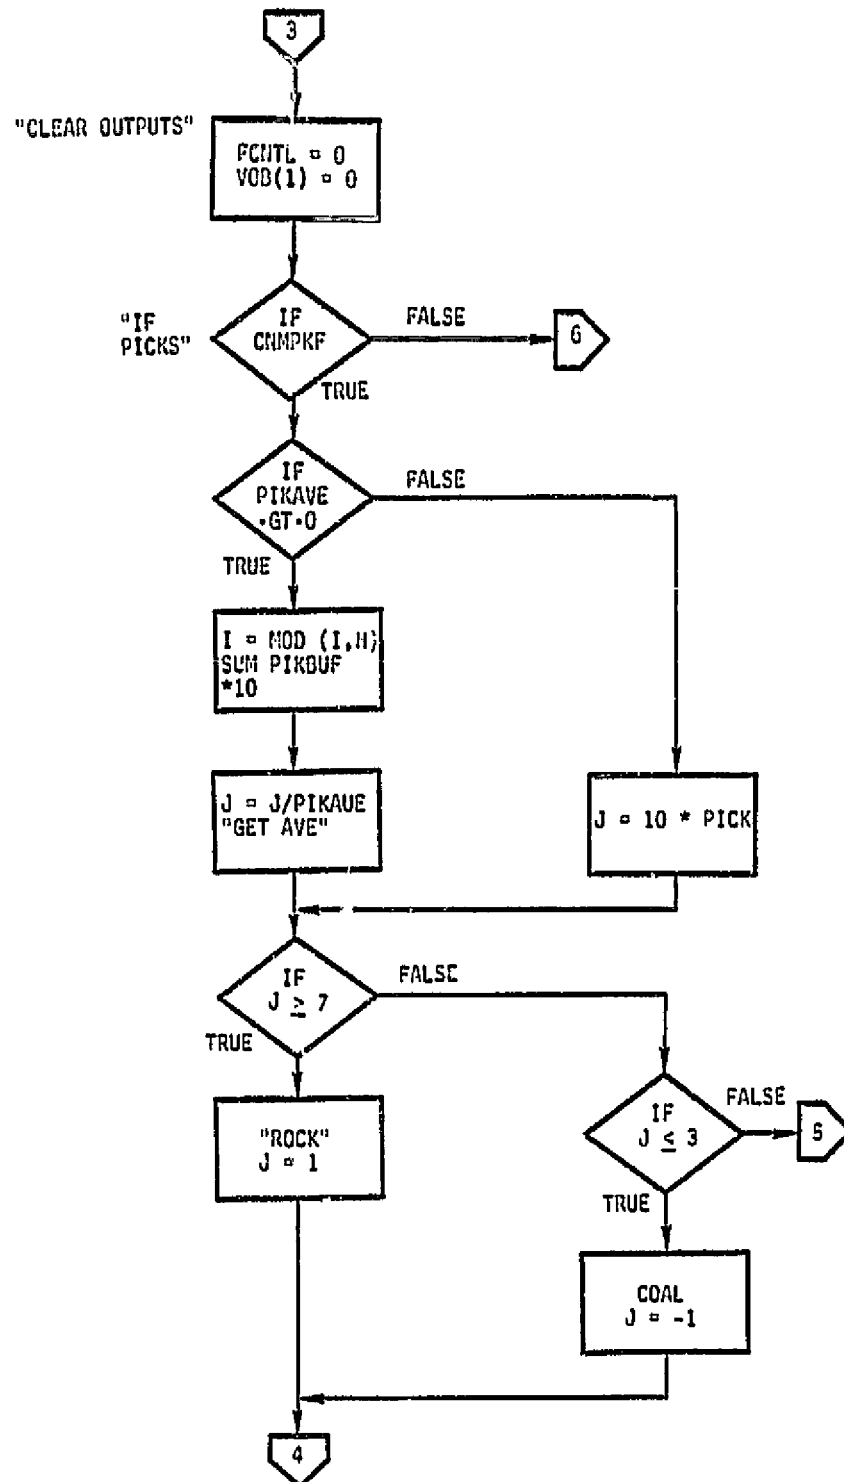 3
"CLEAR OUTPUTS"
FCNTL = 0
VOB(1) = 0
"IF
PICKS"
IF
CNMPKF
FALSE
6
TRUE
IF
PIKAVE
.GT.0
FALSE
TRUE
I = MOD (I,N)
SUM PIKBUF
*10
J = J/PIKAVE
"GET AVE"
J = 10 * PICK
IF
J ≥ 7
FALSE
TRUE
"ROCK"
J = 1
IF
J ≤ 3
FALSE
5
TRUE
COAL
J = -1
4